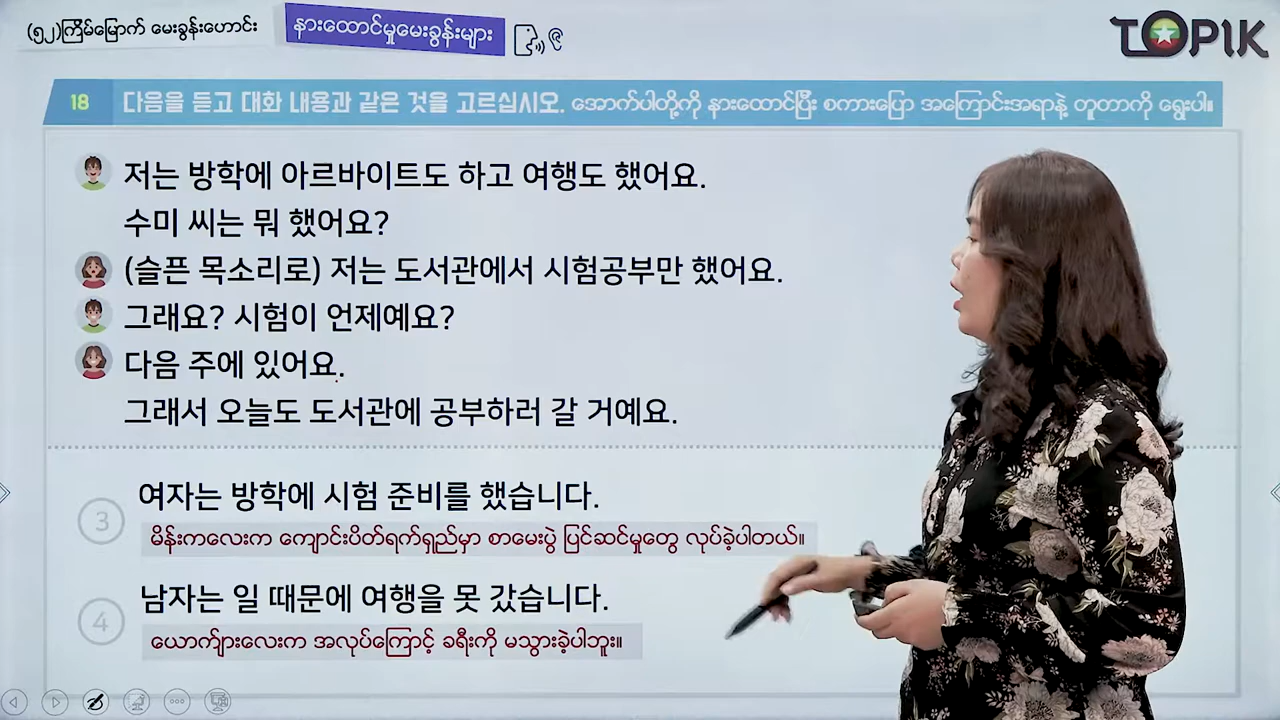 (၅၂)ကြိမ်မြောက် မေးခွန်းဟောင်း
နားထောင်မှုမေးခွန်းများ
၉
TOPIK
18 다음을 듣고 대화 내용과 같은 것을 고르십시오. အောက်ပါတို့ကို နားထောင်ပြီး စကားပြော အကြောင်းအရာနဲ့ တူတာကို ရွေးပါ။
저는 방학에 아르바이트도 하고 여행도 했어요.
수미 씨는 뭐 했어요?
(슬픈 목소리로) 저는 도서관에서 시험공부만 했어요.
그래요? 시험이 언제예요?
다음 주에 있어요.
그래서 오늘도 도서관에 공부하러 갈 거예요.
3 여자는 방학에 시험 준비를 했습니다.
မိန်းကလေးက ကျောင်းပိတ်ရက်ရှည်မှာ စာမေးပွဲ ပြင်ဆင်မှုတွေ လုပ်ခဲ့ပါတယ်။
4 남자는 일 때문에 여행을 못 갔습니다.
ယောက်ျားလေးက အလုပ်ကြောင့် ခရီးကို မသွားခဲ့ပါဘူး။